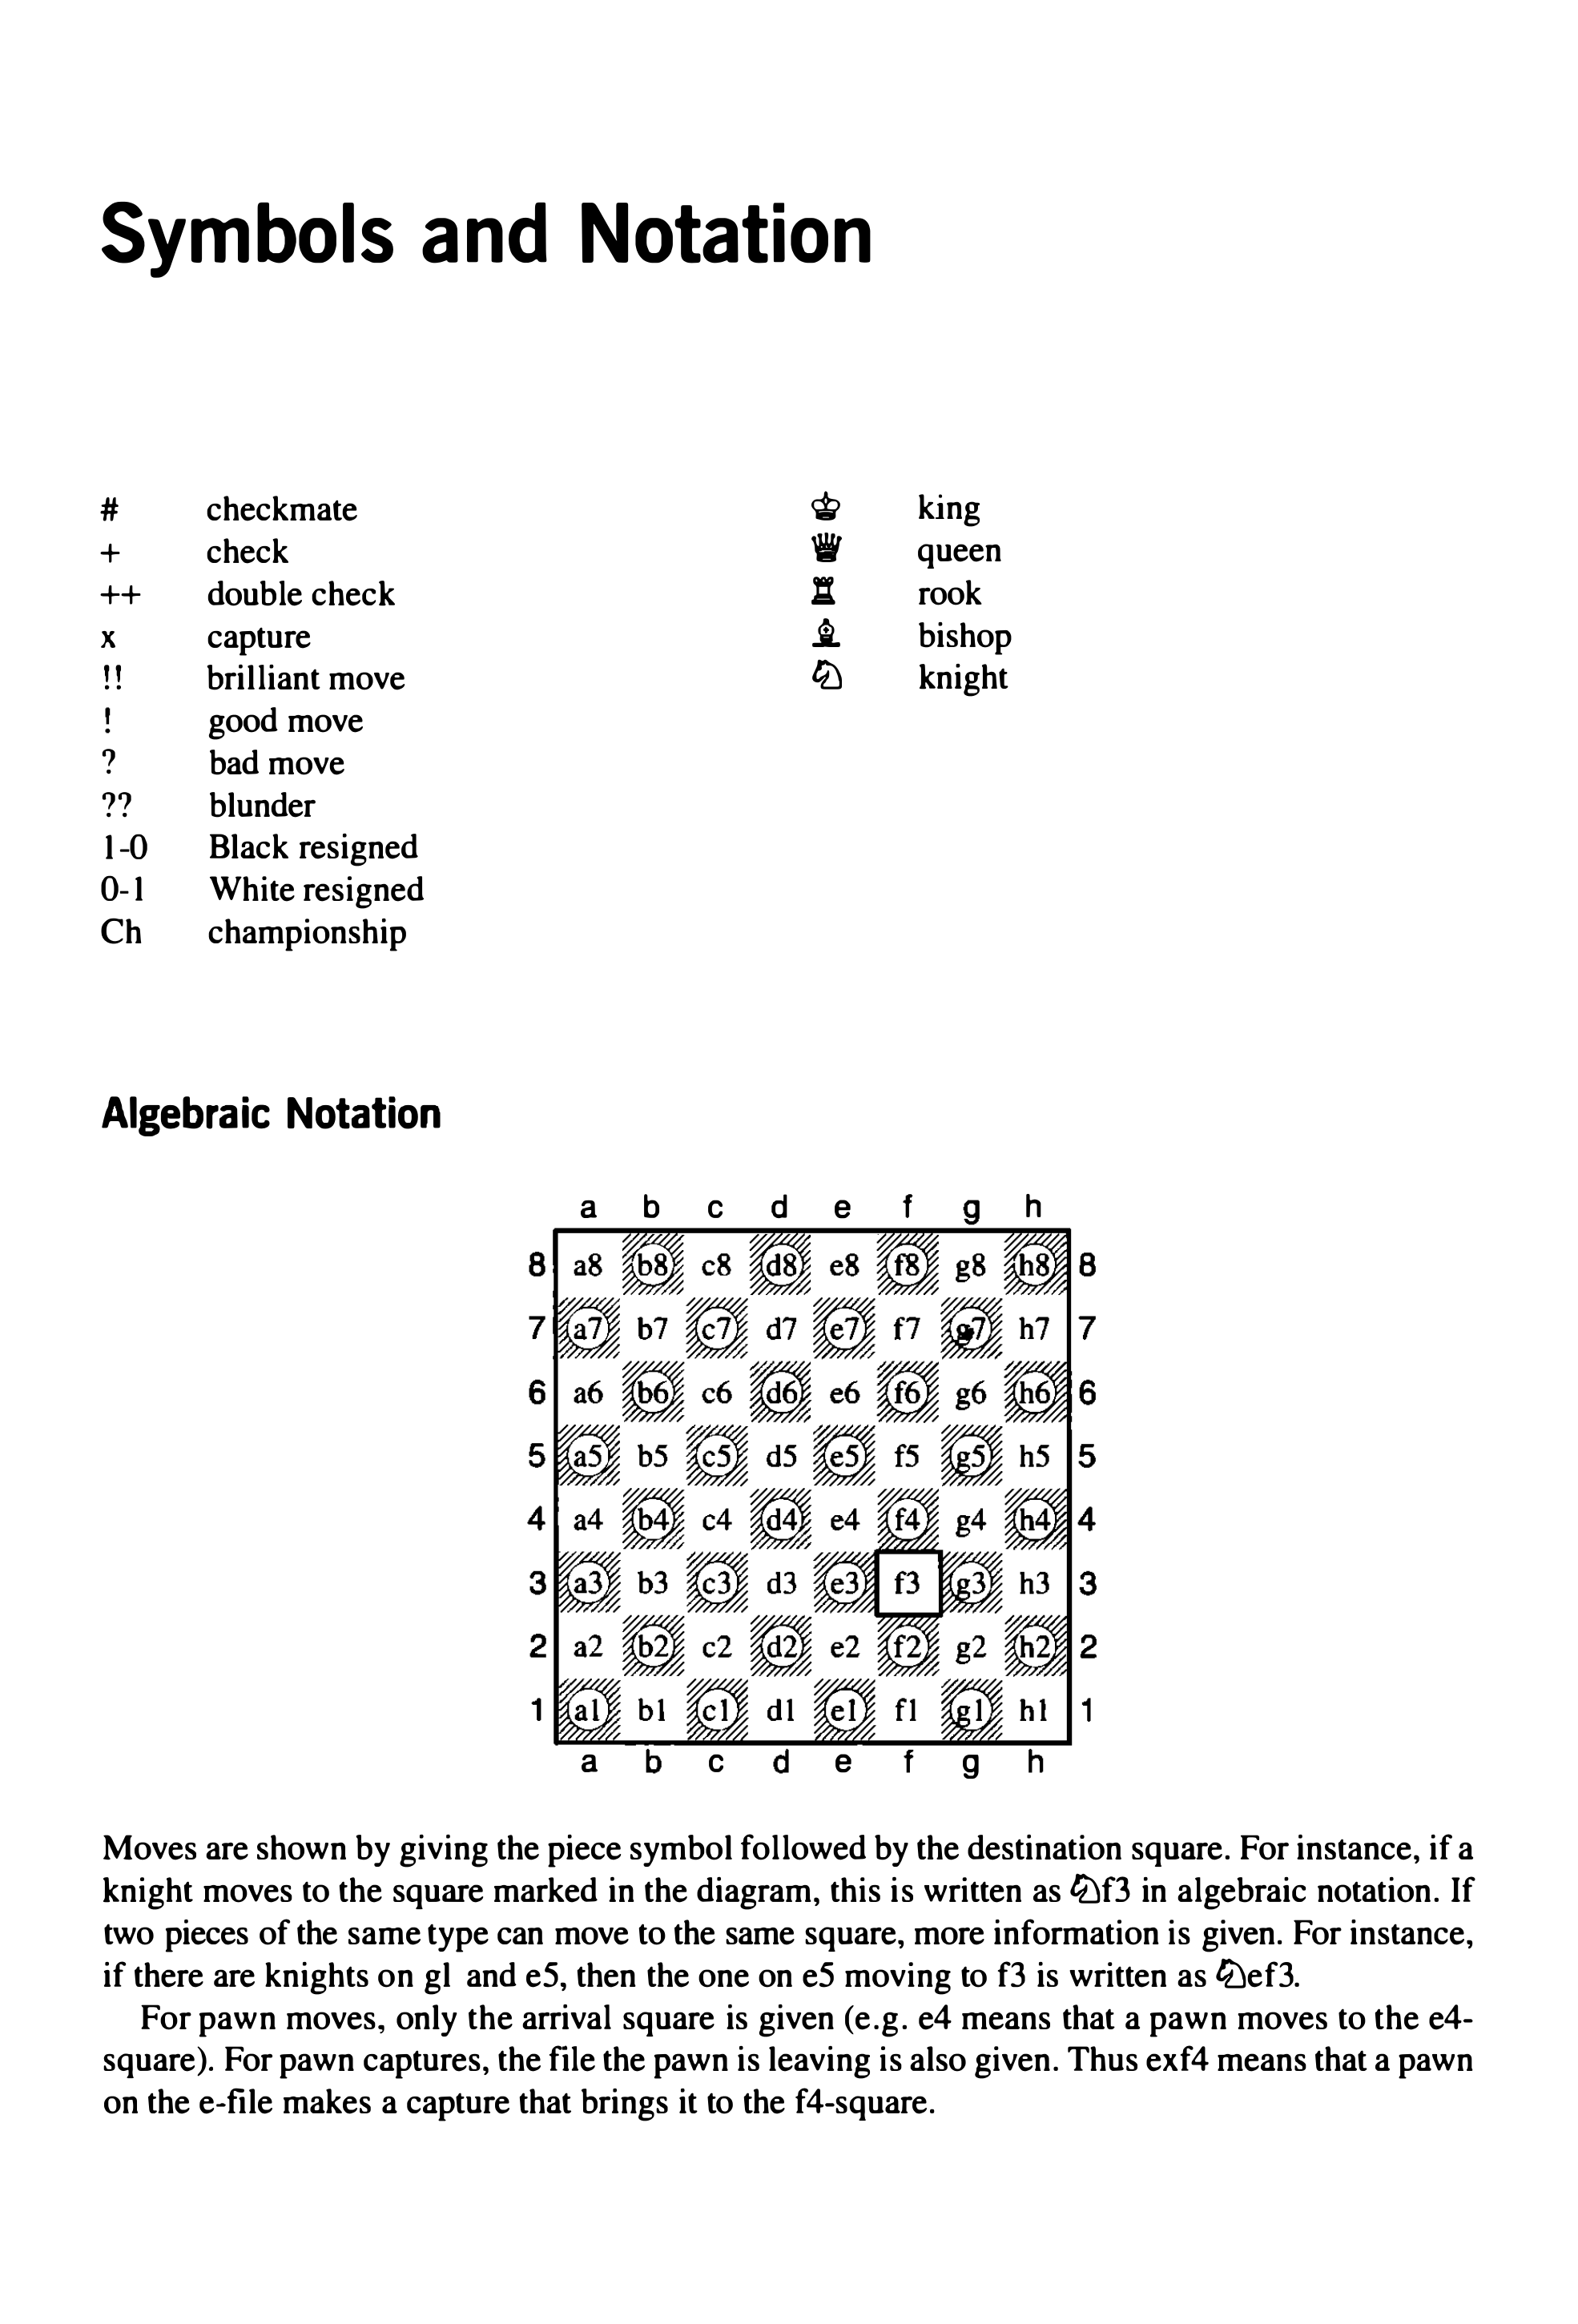 Symbols and Notation
# checkmate
+ check
++ double check
x capture
!! brilliant move
! good move
? bad move
?? blunder
1-0 Black resigned
0-1 White resigned
Ch championship
♔ king
♕ queen
♖ rook
♗ bishop
♘ knight
Algebraic Notation
a b c d e f g h
8 a8 b8 c8 d8 e8 f8 g8 h8 8
7 a7 b7 c7 d7 e7 f7 g7 h7 7
6 a6 b6 c6 d6 e6 f6 g6 h6 6
5 a5 b5 c5 d5 e5 f5 g5 h5 5
4 a4 b4 c4 d4 e4 f4 g4 h4 4
3 a3 b3 c3 d3 e3 f3 g3 h3 3
2 a2 b2 c2 d2 e2 f2 g2 h2 2
1 a1 b1 c1 d1 e1 f1 g1 h1 1
a b c d e f g h
Moves are shown by giving the piece symbol followed by the destination square. For instance, if a
knight moves to the square marked in the diagram, this is written as ♘f3 in algebraic notation. If
two pieces of the same type can move to the same square, more information is given. For instance,
if there are knights on g1 and e5, then the one on e5 moving to f3 is written as ♘ef3.
For pawn moves, only the arrival square is given (e.g. e4 means that a pawn moves to the e4-
square). For pawn captures, the file the pawn is leaving is also given. Thus exf4 means that a pawn
on the e-file makes a capture that brings it to the f4-square.